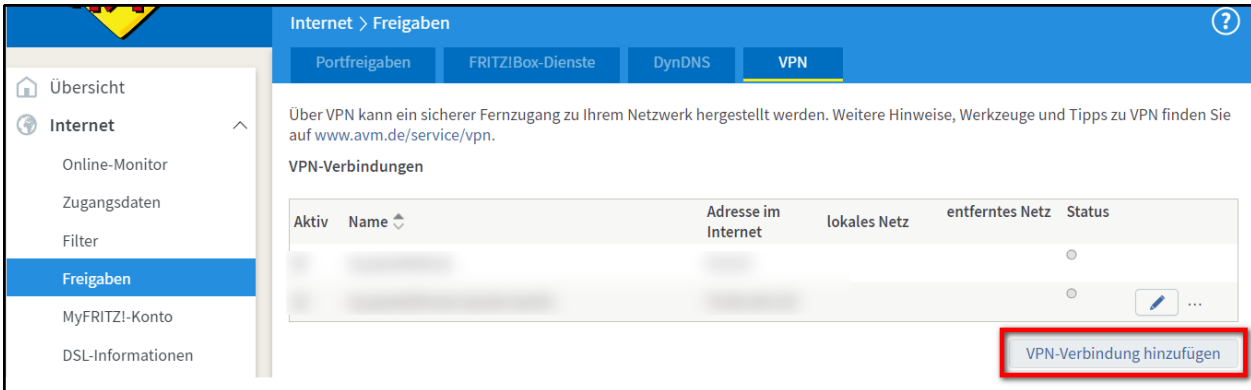 Internet > Freigaben
?
Portfreigaben FRITZ!Box-Dienste DynDNS VPN
Übersicht
Internet
Online-Monitor
Zugangsdaten
Filter
Freigaben
MyFRITZ!-Konto
DSL-Informationen
Über VPN kann ein sicherer Fernzugang zu Ihrem Netzwerk hergestellt werden. Weitere Hinweise, Werkzeuge und Tipps zu VPN finden Sie
auf www.avm.de/service/vpn.
VPN-Verbindungen
Aktiv Name Adresse im
Internet lokales Netz entferntes Netz Status
...
VPN-Verbindung hinzufügen